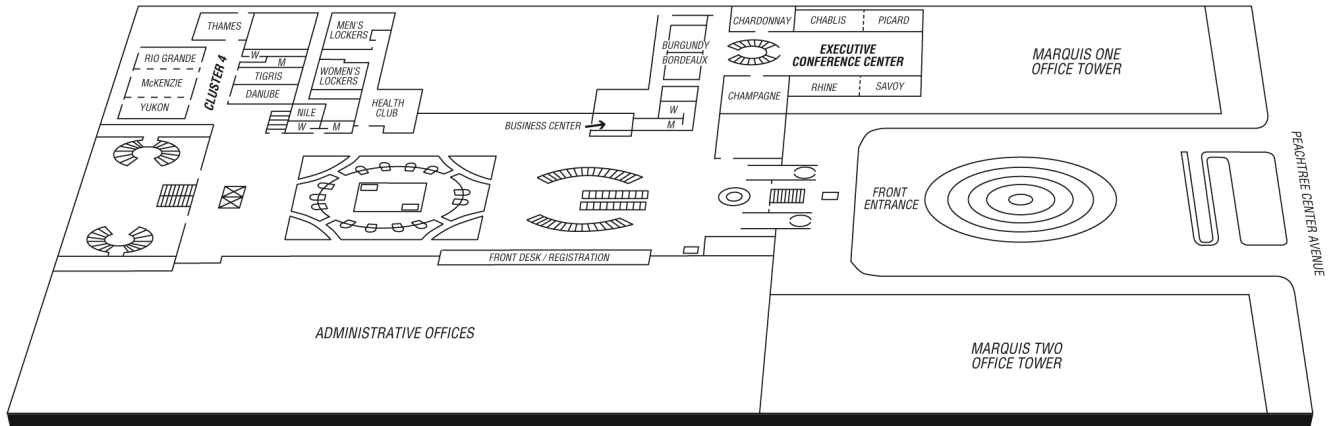 THAMES
MEN'S
LOCKERS
CHARDONNAY
CHABLIS
PICARD
RIO GRANDE
W
M
BURGUNDY
BORDEAUX
EXECUTIVE
CONFERENCE CENTER
MARQUIS ONE
OFFICE TOWER
McKENZIE
CLUSTER 4
TIGRIS
WOMEN'S
LOCKERS
DANUBE
YUKON
CHAMPAGNE
RHINE
SAVOY
NILE
HEALTH
CLUB
W
M
BUSINESS CENTER
W
M
FRONT
ENTRANCE
PEACHTREE CENTER AVENUE
FRONT DESK / REGISTRATION
ADMINISTRATIVE OFFICES
MARQUIS TWO
OFFICE TOWER